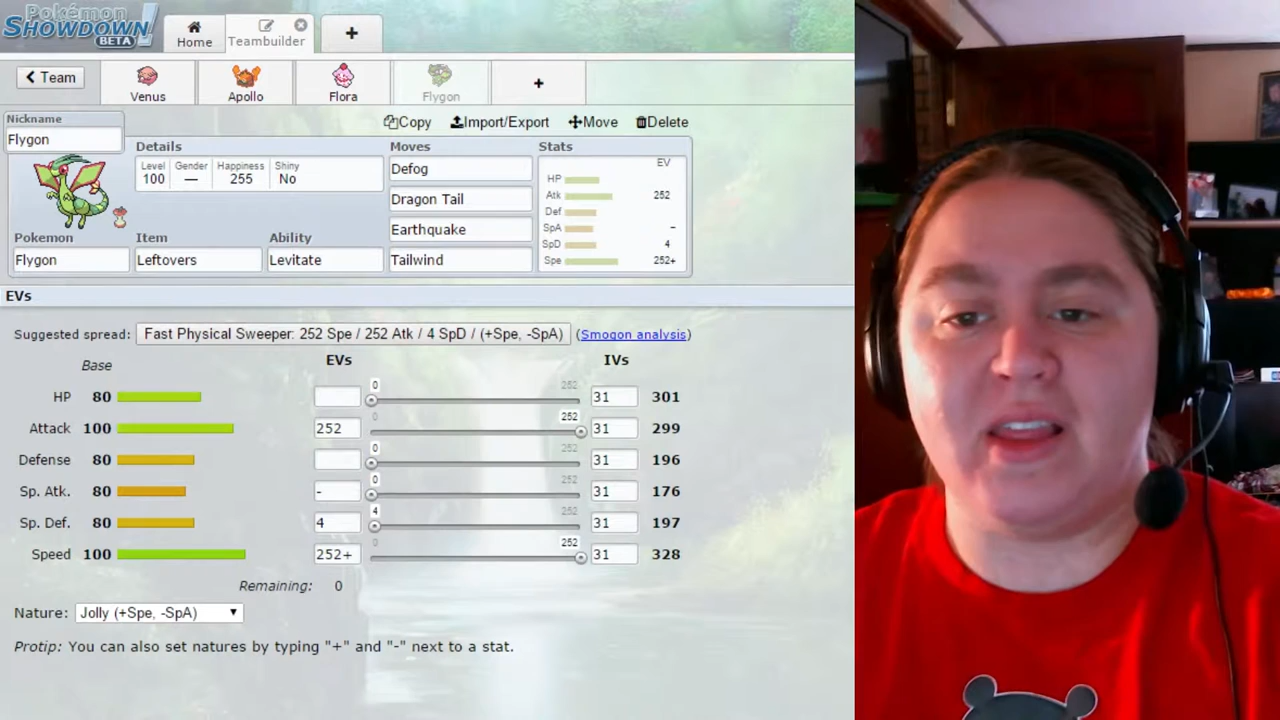 Pokémon
SHOWDOWN!
BETA
Home
Teambuilder
+
Team
Venus
Apollo
Flora
Flygon
+
Nickname
Flygon
Copy
Import/Export
Move
Delete
Details
Level
100
Gender
—
Happiness
255
Shiny
No
Pokemon
Flygon
Item
Leftovers
Ability
Levitate
Moves
Defog
Dragon Tail
Earthquake
Tailwind
Stats
EV
HP
Atk 252
Def
SpA -
SpD 4
Spe 252+
EVs
Suggested spread: Fast Physical Sweeper: 252 Spe / 252 Atk / 4 SpD / (+Spe, -SpA) (Smogon analysis)
Base EVs IVs
HP 80 0 252 31 301
Attack 100 252 0 252 31 299
Defense 80 0 252 31 196
Sp. Atk. 80 - 0 252 31 176
Sp. Def. 80 4 4 252 31 197
Speed 100 252+ 0 252 31 328
Remaining: 0
Nature: Jolly (+Spe, -SpA)
Protip: You can also set natures by typing "+" and "-" next to a stat.